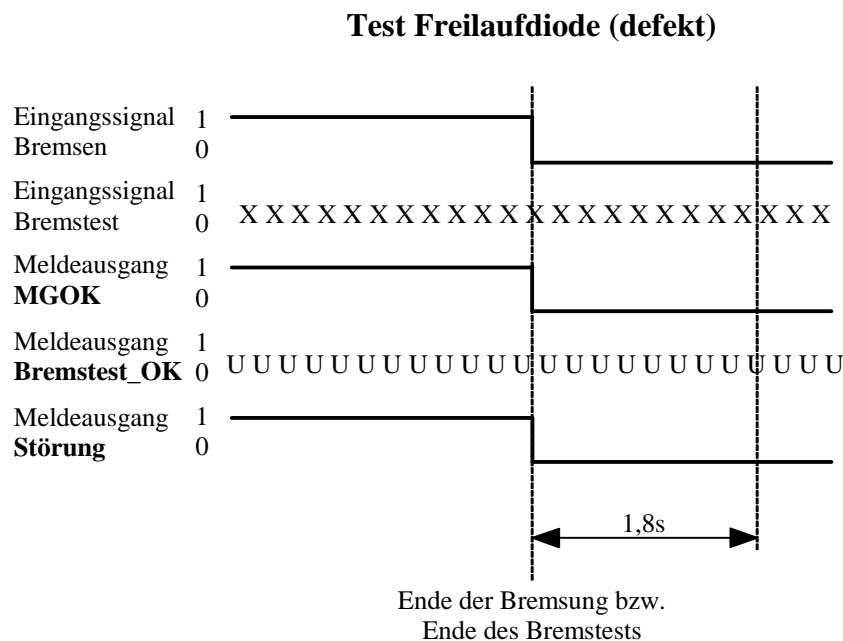 Test Freilaufdiode (defekt)
Eingangssignal 1
Bremsen 0
Eingangssignal 1
Bremstest 0 X X X X X X X X X X X X X X X X X X X X X X X
Meldeausgang 1
MGOK 0
Meldeausgang 1
Bremstest_OK 0 U U U U U U U U U U U U U U U U U U U U U U U U
Meldeausgang 1
Störung 0
1,8s
Ende der Bremsung bzw.
Ende des Bremstests